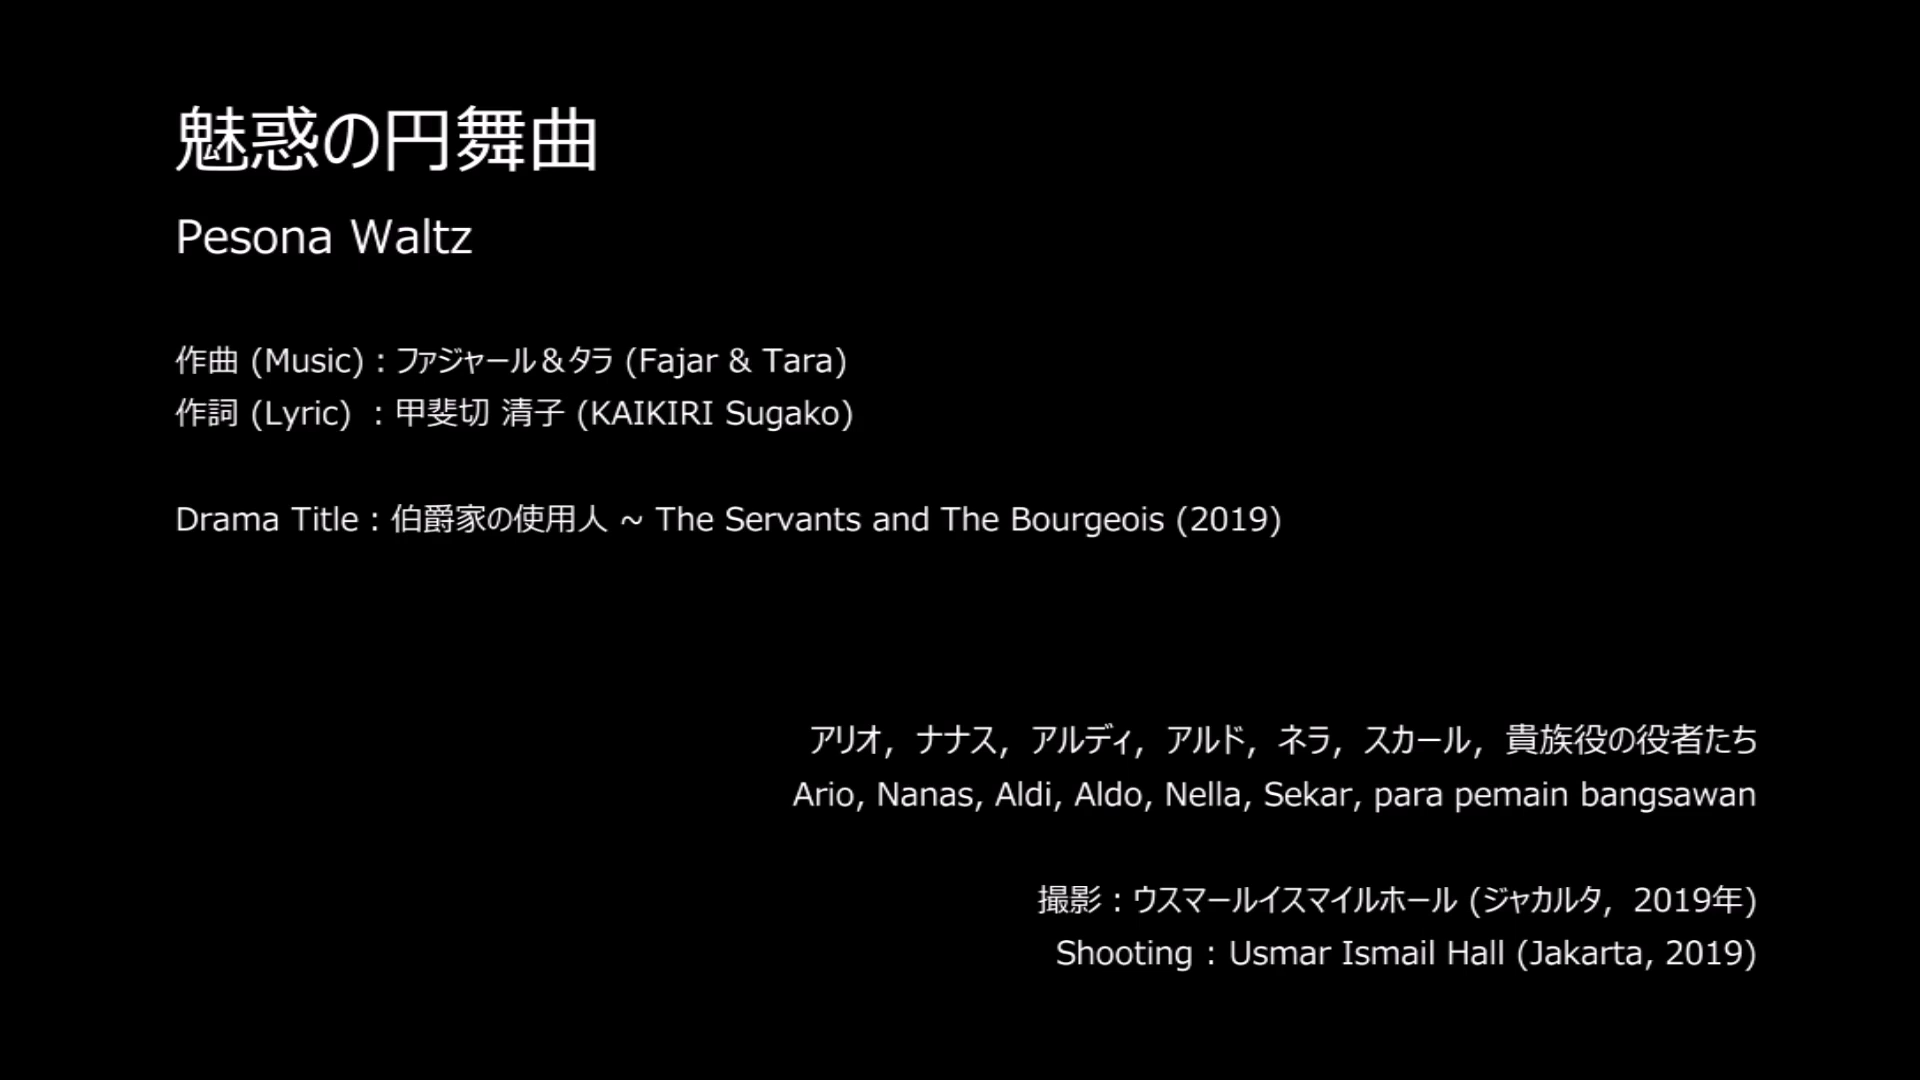 魅惑の円舞曲
Pesona Waltz
作曲 (Music) : ファジャール＆タラ (Fajar & Tara)
作詞 (Lyric) : 甲斐切 清子 (KAIKIRI Sugako)
Drama Title : 伯爵家の使用人 ~ The Servants and The Bourgeois (2019)
アリオ, ナナス, アルディ, アルド, ネラ, スカール, 貴族役の役者たち
Ario, Nanas, Aldi, Aldo, Nella, Sekar, para pemain bangsawan
撮影 : ウスマールイスマイルホール (ジャカルタ, 2019年)
Shooting : Usmar Ismail Hall (Jakarta, 2019)